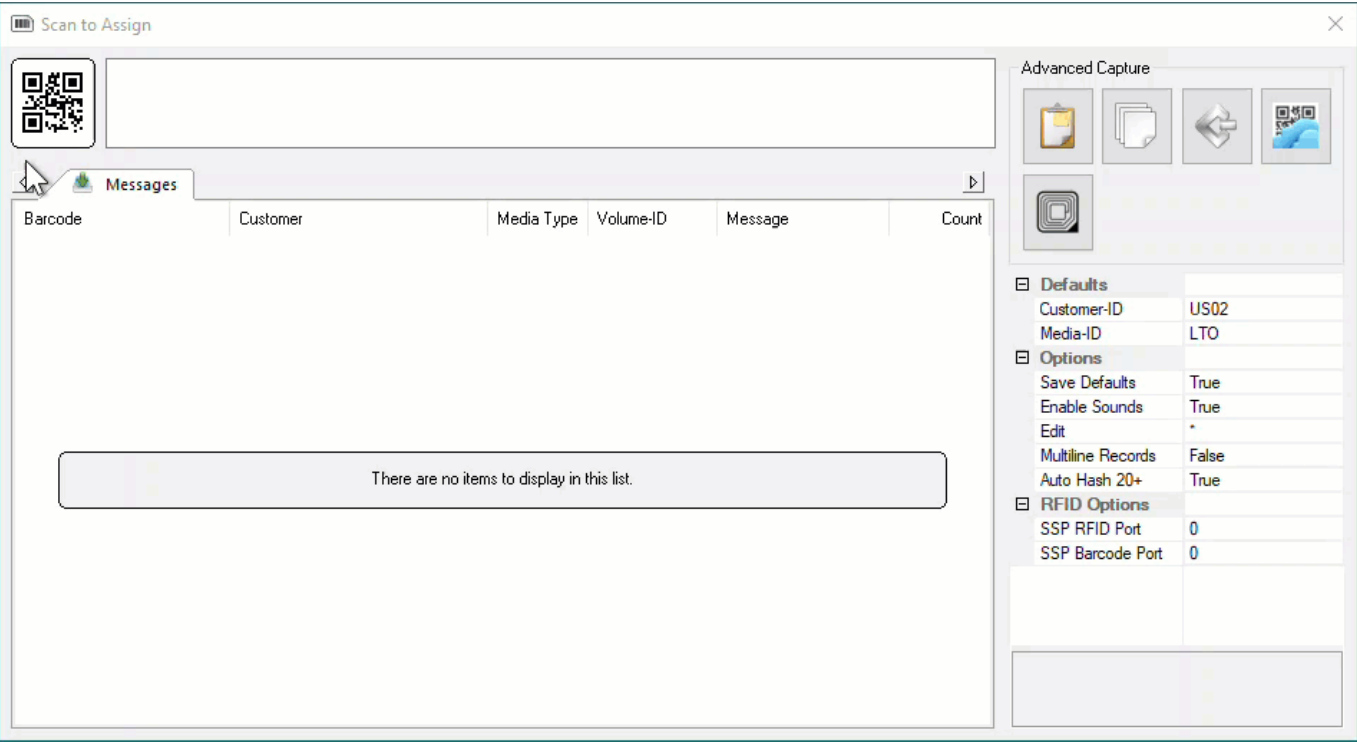 Scan to Assign
Advanced Capture
Messages
Barcode Customer Media Type Volume-ID Message Count
There are no items to display in this list.
Defaults
Customer-ID US02
Media-ID LTO
Options
Save Defaults True
Enable Sounds True
Edit *
Multiline Records False
Auto Hash 20+ True
RFID Options
SSP RFID Port 0
SSP Barcode Port 0